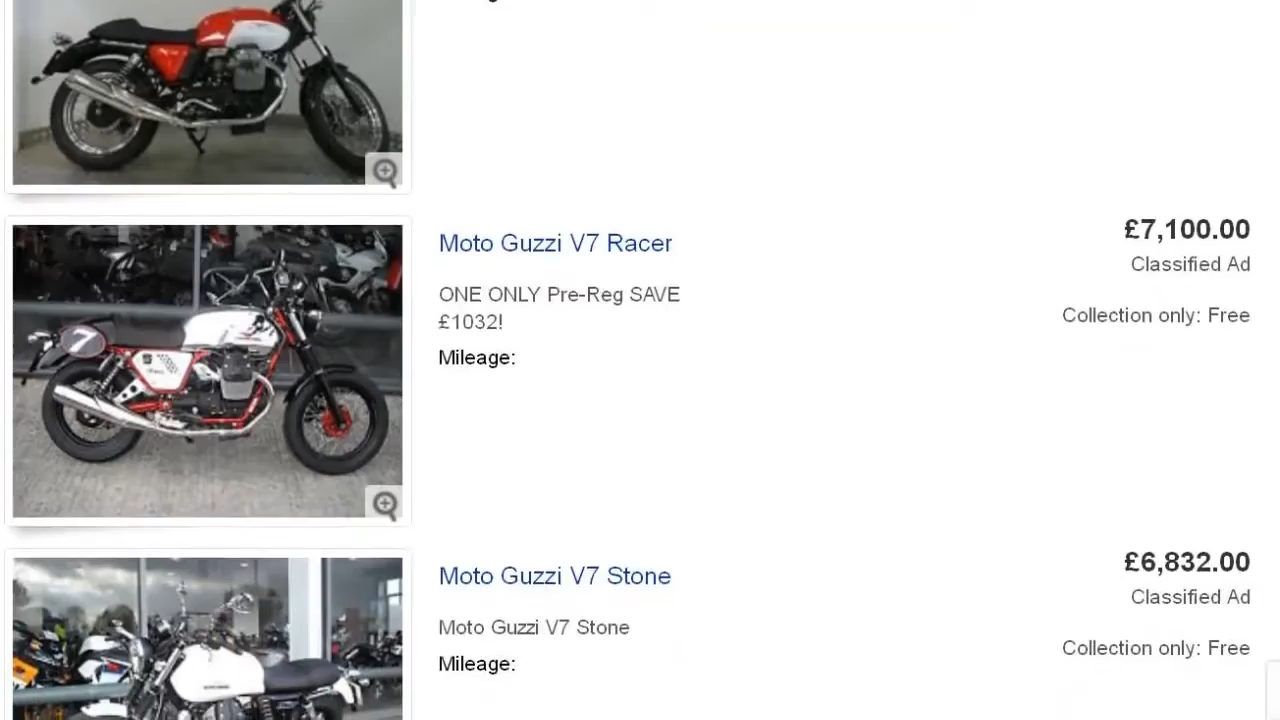 Moto Guzzi V7 Racer
£7,100.00
Classified Ad
ONE ONLY Pre-Reg SAVE
£1032!
Collection only: Free
Mileage:
7
Moto Guzzi V7 Stone
£6,832.00
Classified Ad
Moto Guzzi V7 Stone
Collection only: Free
Mileage: